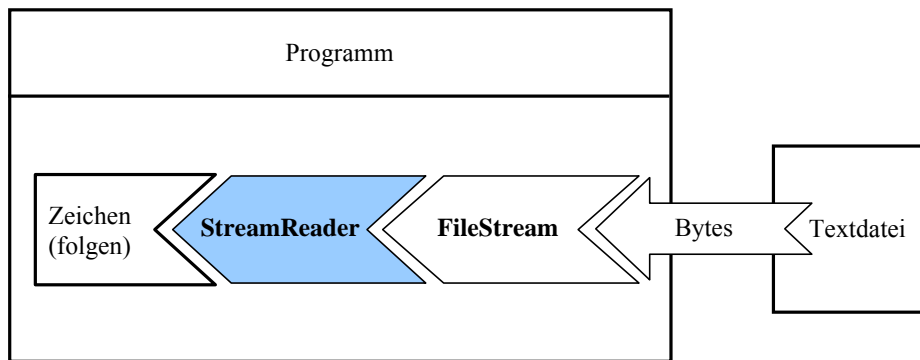 Programm
Zeichen
(folgen)
StreamReader
FileStream
Bytes
Textdatei